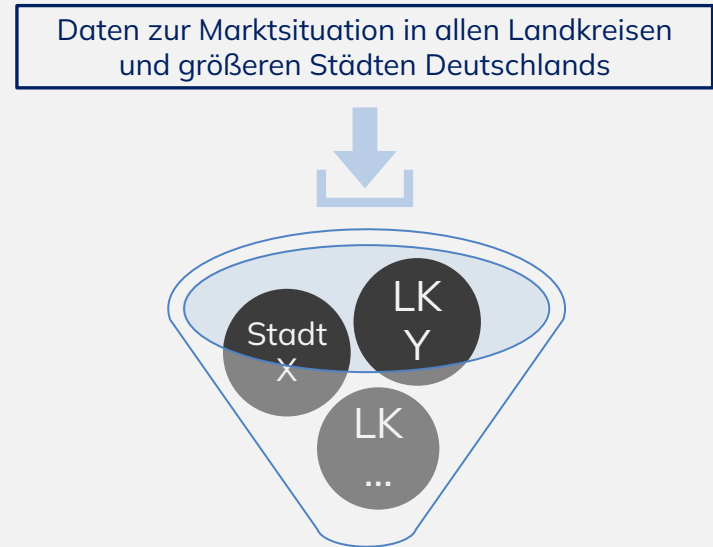 Daten zur Marktsituation in allen Landkreisen
und größeren Städten Deutschlands
LK
Y
Stadt
X
LK
...